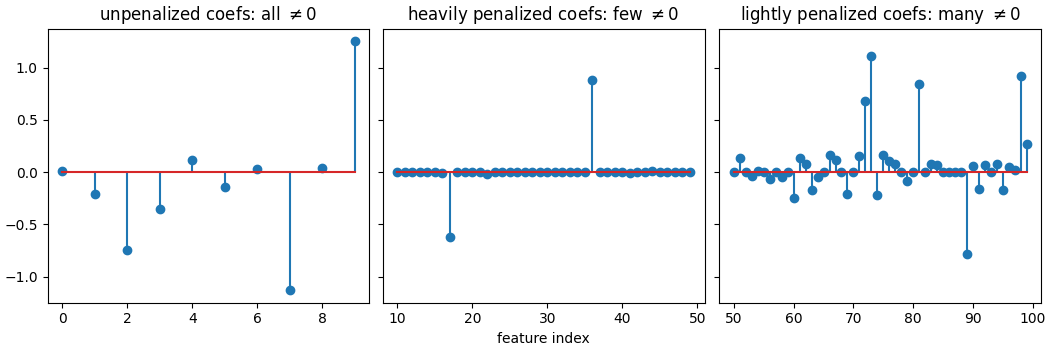 unpenalized coefs: all ≠0
heavily penalized coefs: few ≠0
lightly penalized coefs: many ≠0
1.0
0.5
0.0
−0.5
−1.0
0 2 4 6 8
10 20 30 40 50
50 60 70 80 90 100
feature index